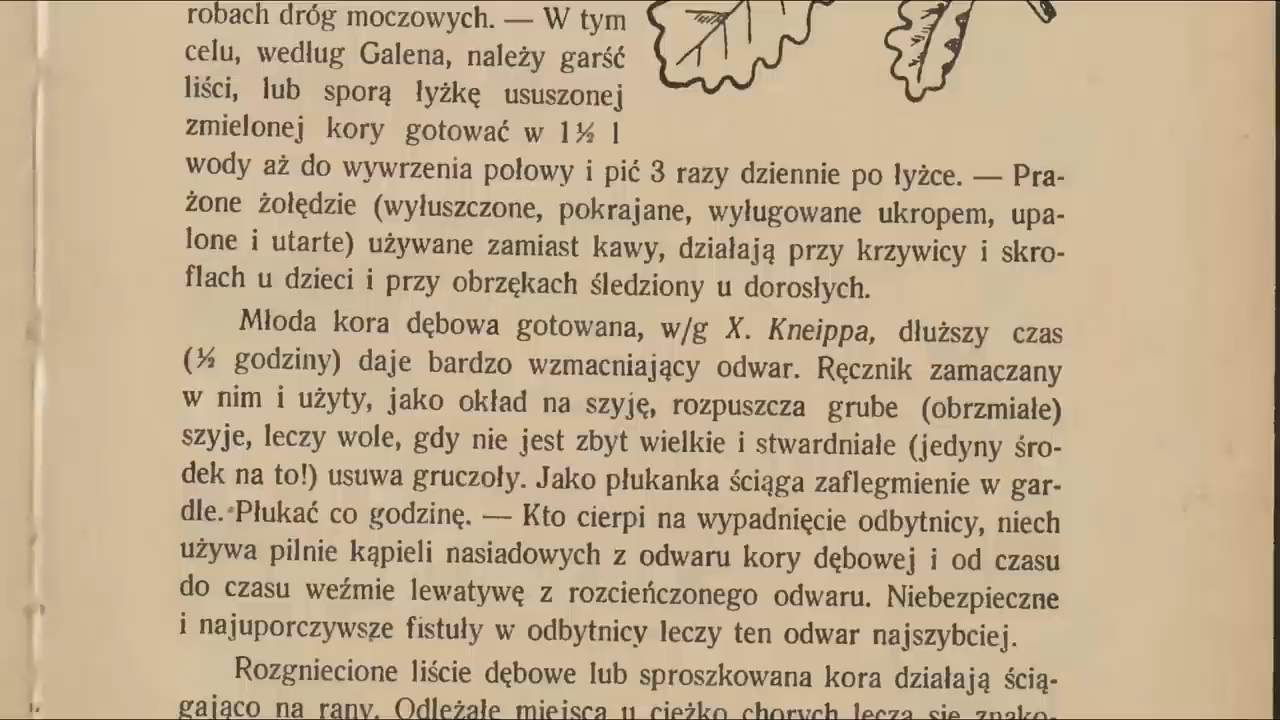 robach dróg moczowych. — W tym
celu, według Galena, należy garść
liści, lub sporą łyżkę ususzonej
zmielonej kory gotować w 1½ l
wody aż do wywrzenia połowy i pić 3 razy dziennie po łyżce. — Pra-
żone żołędzie (wyłuszczone, pokrajane, wyługowane ukropem, upa-
lone i utarte) używane zamiast kawy, działają przy krzywicy i skro-
flach u dzieci i przy obrzękach śledziony u dorosłych.
Młoda kora dębowa gotowana, w/g X. Kneippa, dłuższy czas
(½ godziny) daje bardzo wzmacniający odwar. Ręcznik zamaczany
w nim i użyty, jako okład na szyję, rozpuszcza grube (obrzmiałe)
szyje, leczy wole, gdy nie jest zbyt wielkie i stwardniałe (jedyny śro-
dek na to!) usuwa gruczoły. Jako płukanka ściąga zaflegmienie w gar-
dle. Płukać co godzinę. — Kto cierpi na wypadnięcie odbytnicy, niech
używa pilnie kąpieli nasiadowych z odwaru kory dębowej i od czasu
do czasu weźmie lewatywę z rozcieńczonego odwaru. Niebezpieczne
i najuporczywsze fistuły w odbytnicy leczy ten odwar najszybciej.
Rozgniecione liście dębowe lub sproszkowana kora działają ścią-
gająco na rany. Odleżałe miejsca u ciężko chorych leczą się znako-